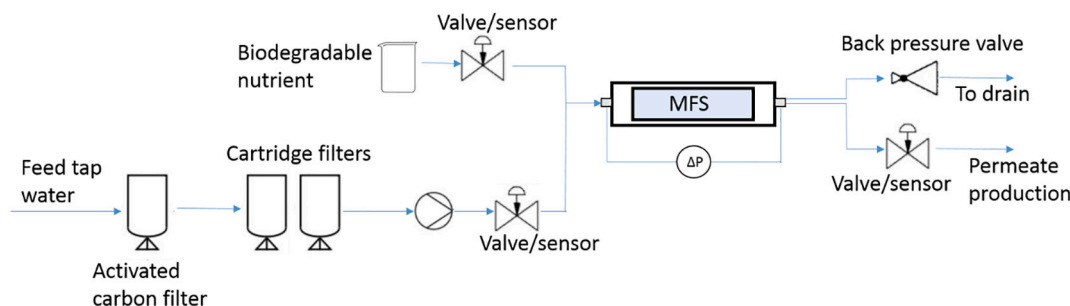 Valve/sensor
Biodegradable
nutrient
Back pressure valve
To drain
MFS
ΔP
Valve/sensor
Permeate
production
Feed tap
water
Cartridge filters
Valve/sensor
Activated
carbon filter